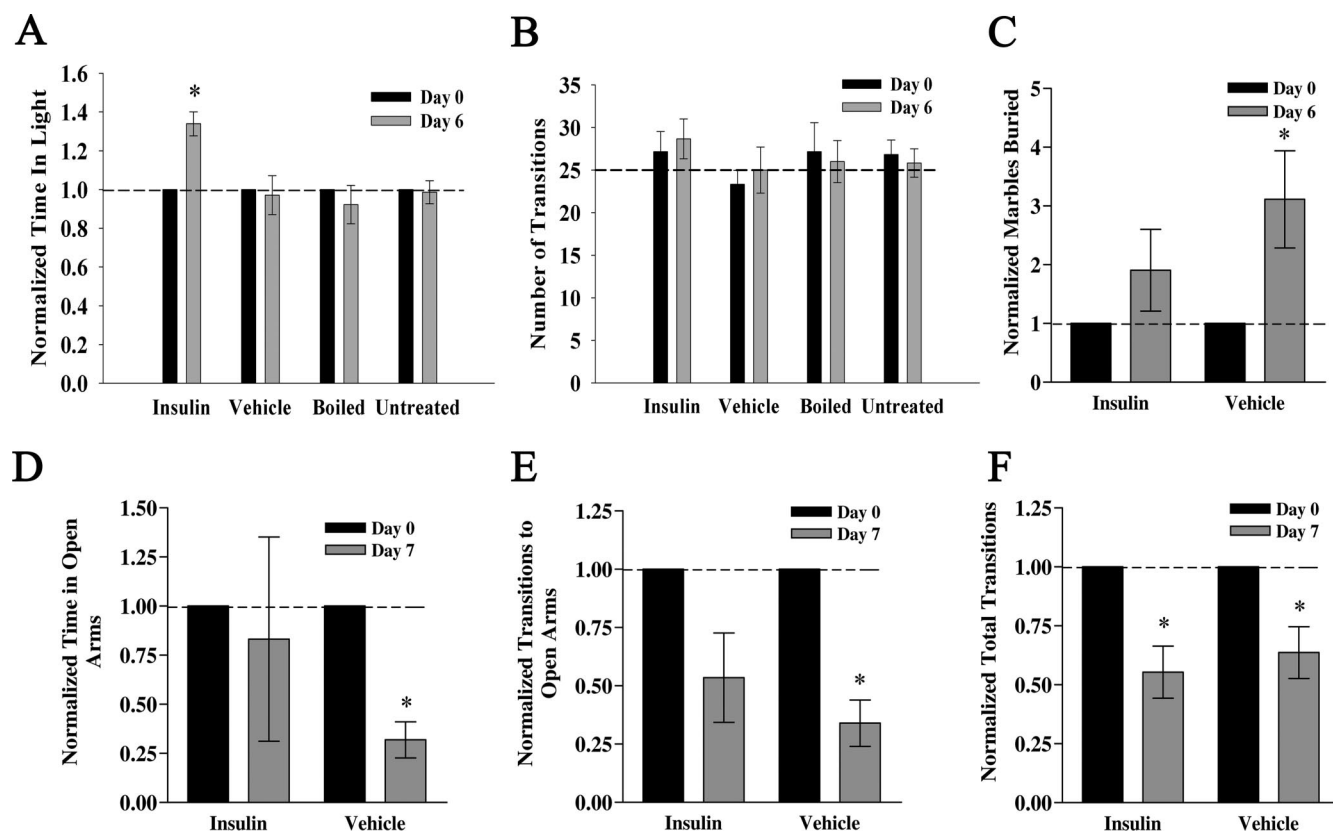 A
Normalized Time In Light
1.6
1.4
1.2
1.0
0.8
0.6
0.4
0.2
0.0
*
Day 0
Day 6
Insulin Vehicle Boiled Untreated
B
Number of Transitions
35
30
25
20
15
10
5
0
Day 0
Day 6
Insulin Vehicle Boiled Untreated
C
Normalized Marbles Buried
5
4
3
2
1
0
Day 0
Day 6
*
Insulin Vehicle
D
Normalized Time in Open
Arms
1.50
1.25
1.00
0.75
0.50
0.25
0.00
Day 0
Day 7
*
Insulin Vehicle
E
Normalized Transitions to
Open Arms
1.25
1.00
0.75
0.50
0.25
0.00
Day 0
Day 7
*
Insulin Vehicle
F
Normalized Total Transitions
1.25
1.00
0.75
0.50
0.25
0.00
Day 0
Day 7
* *
Insulin Vehicle